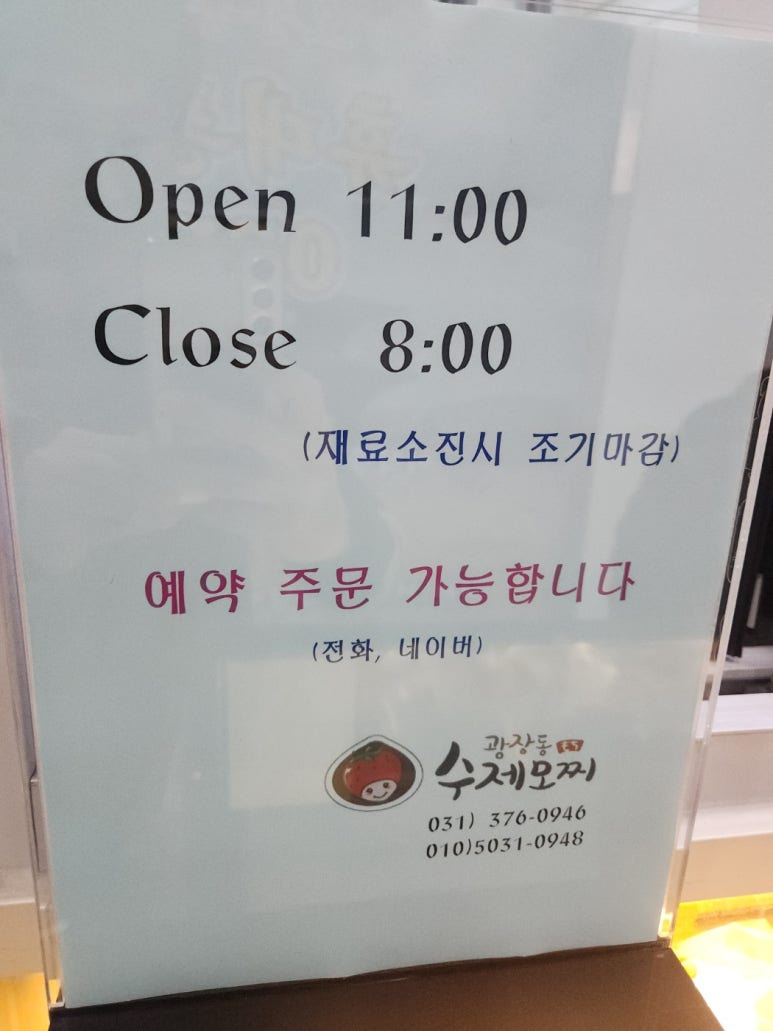 Open 11:00
Close 8:00
(재료소진시 조기마감)
예약 주문 가능합니다
(전화, 네이버)
광장동
수제모찌
031) 376-0946
010)5031-0948